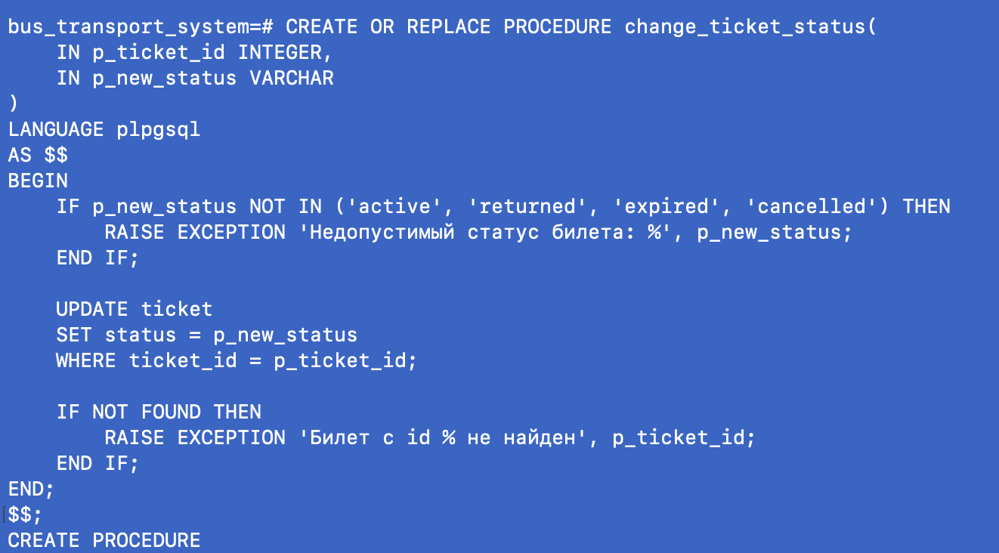 bus_transport_system=# CREATE OR REPLACE PROCEDURE change_ticket_status(
    IN p_ticket_id INTEGER,
    IN p_new_status VARCHAR
)
LANGUAGE plpgsql
AS $$
BEGIN
    IF p_new_status NOT IN ('active', 'returned', 'expired', 'cancelled') THEN
        RAISE EXCEPTION 'Недопустимый статус билета: %', p_new_status;
    END IF;

    UPDATE ticket
    SET status = p_new_status
    WHERE ticket_id = p_ticket_id;

    IF NOT FOUND THEN
        RAISE EXCEPTION 'Билет с id % не найден', p_ticket_id;
    END IF;
END;
[$$;
CREATE PROCEDURE